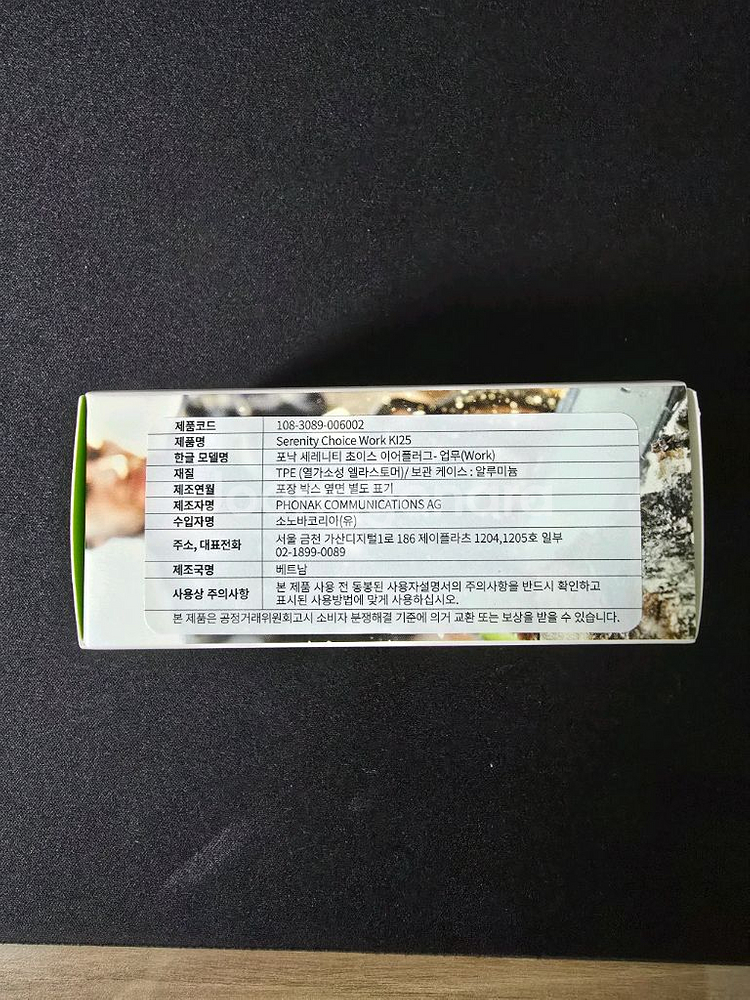 제품코드 108-3089-006002
제품명 Serenity Choice Work KI25
한글 모델명 포낙 세레니티 초이스 이어플러그- 업무(Work)
재질 TPE (열가소성 엘라스토머)/ 보관 케이스 : 알루미늄
제조연월 포장 박스 옆면 별도 표기
제조자명 PHONAK COMMUNICATIONS AG
수입자명 소노바코리아(유)
주소, 대표전화 서울 금천 가산디지털1로 186 제이플라츠 1204,1205호 일부
02-1899-0089
제조국명 베트남
사용상 주의사항 본 제품 사용 전 동봉된 사용자설명서의 주의사항을 반드시 확인하고
표시된 사용방법에 맞게 사용하십시오.
본 제품은 공정거래위원회고시 소비자 분쟁해결 기준에 의거 교환 또는 보상을 받을 수 있습니다.